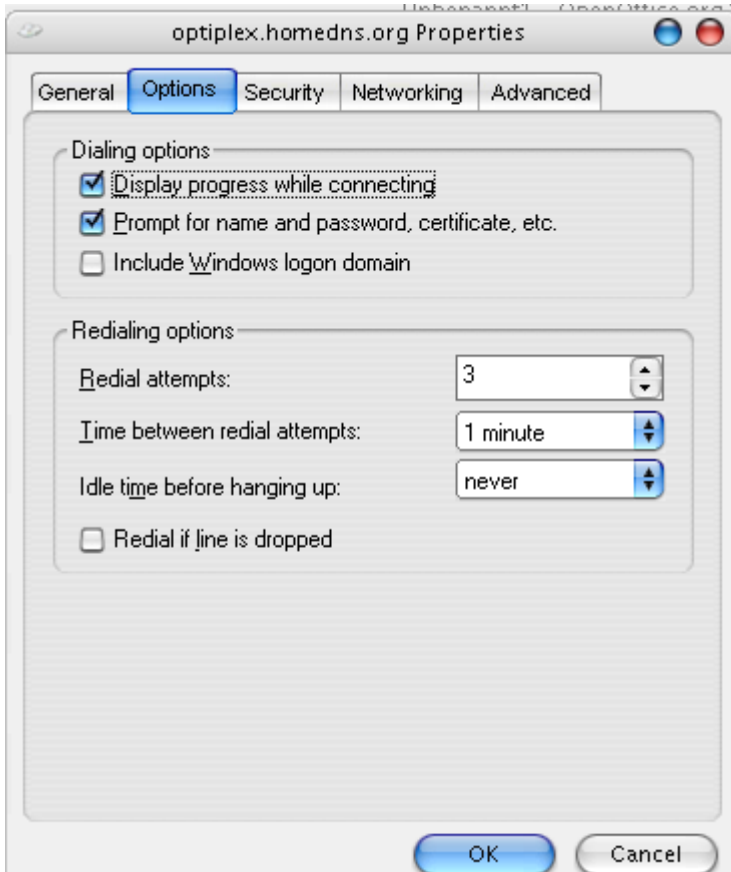 optiplex.homedns.org Properties
General Options Security Networking Advanced
Dialing options
Display progress while connecting
Prompt for name and password, certificate, etc.
Include Windows logon domain
Redialing options
Redial attempts: 3
Time between redial attempts: 1 minute
Idle time before hanging up: never
Redial if line is dropped
OK Cancel